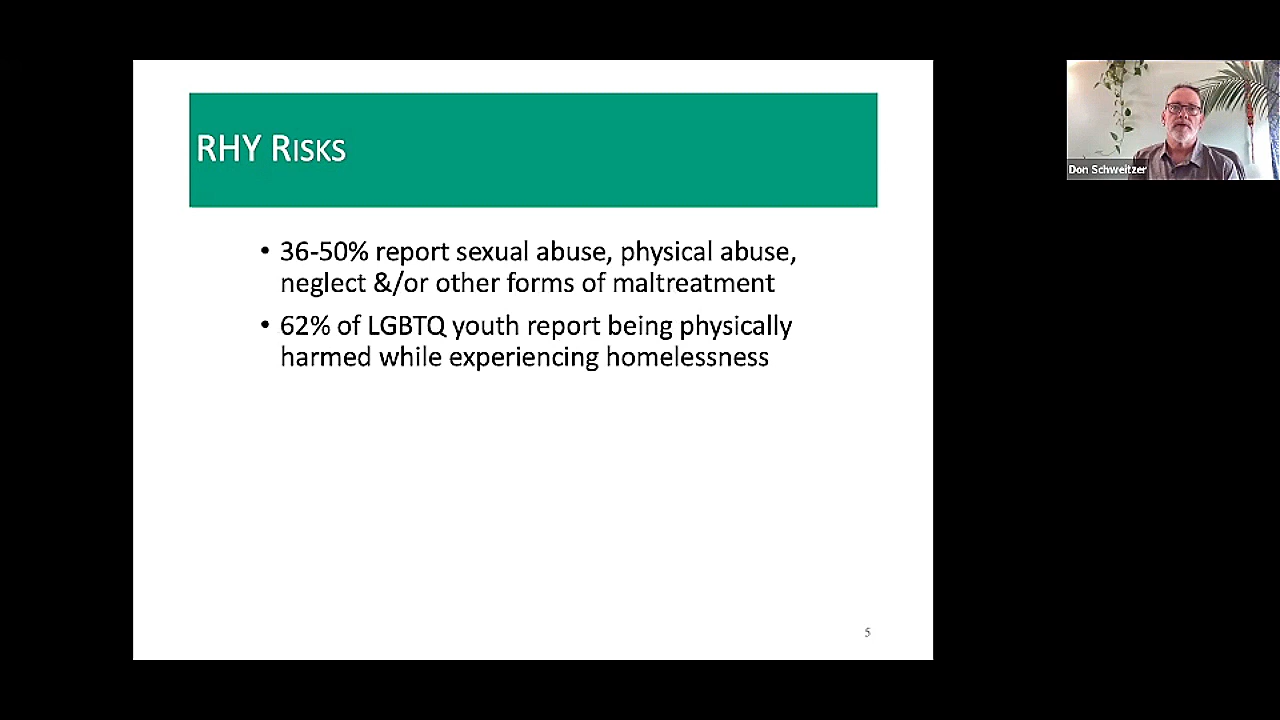 RHY RISKS
• 36-50% report sexual abuse, physical abuse,
neglect &/or other forms of maltreatment
• 62% of LGBTQ youth report being physically
harmed while experiencing homelessness
5
Don Schweitzer